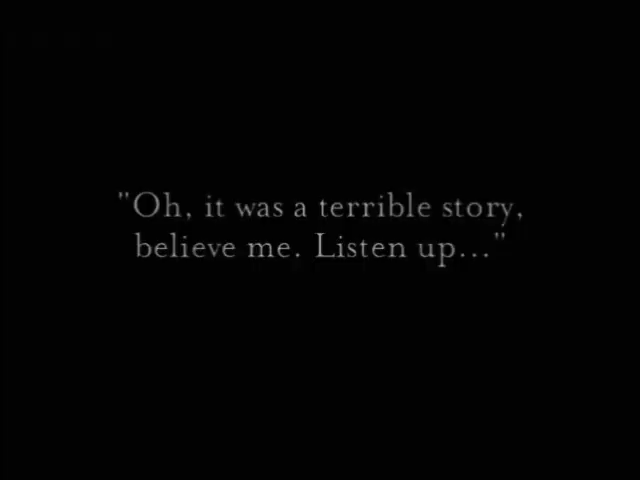 "Oh, it was a terrible story,
believe me. Listen up..."